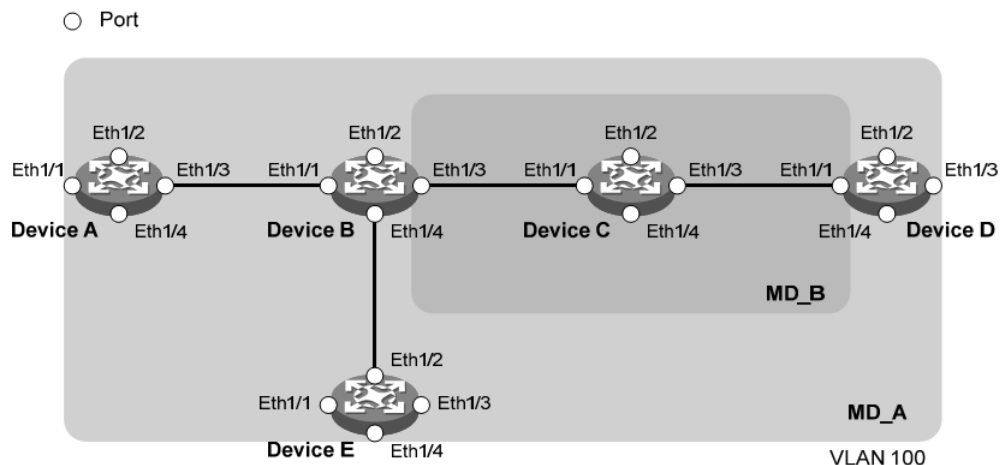 Port
Eth1/2 Eth1/2 Eth1/2 Eth1/2
Eth1/1 Eth1/3 Eth1/1 Eth1/3 Eth1/1 Eth1/3 Eth1/1 Eth1/3
Device A Eth1/4 Device B Eth1/4 Device C Eth1/4 Eth1/4 Device D
MD_B
Eth1/2
Eth1/1 Eth1/3
MD_A
Device E Eth1/4
VLAN 100